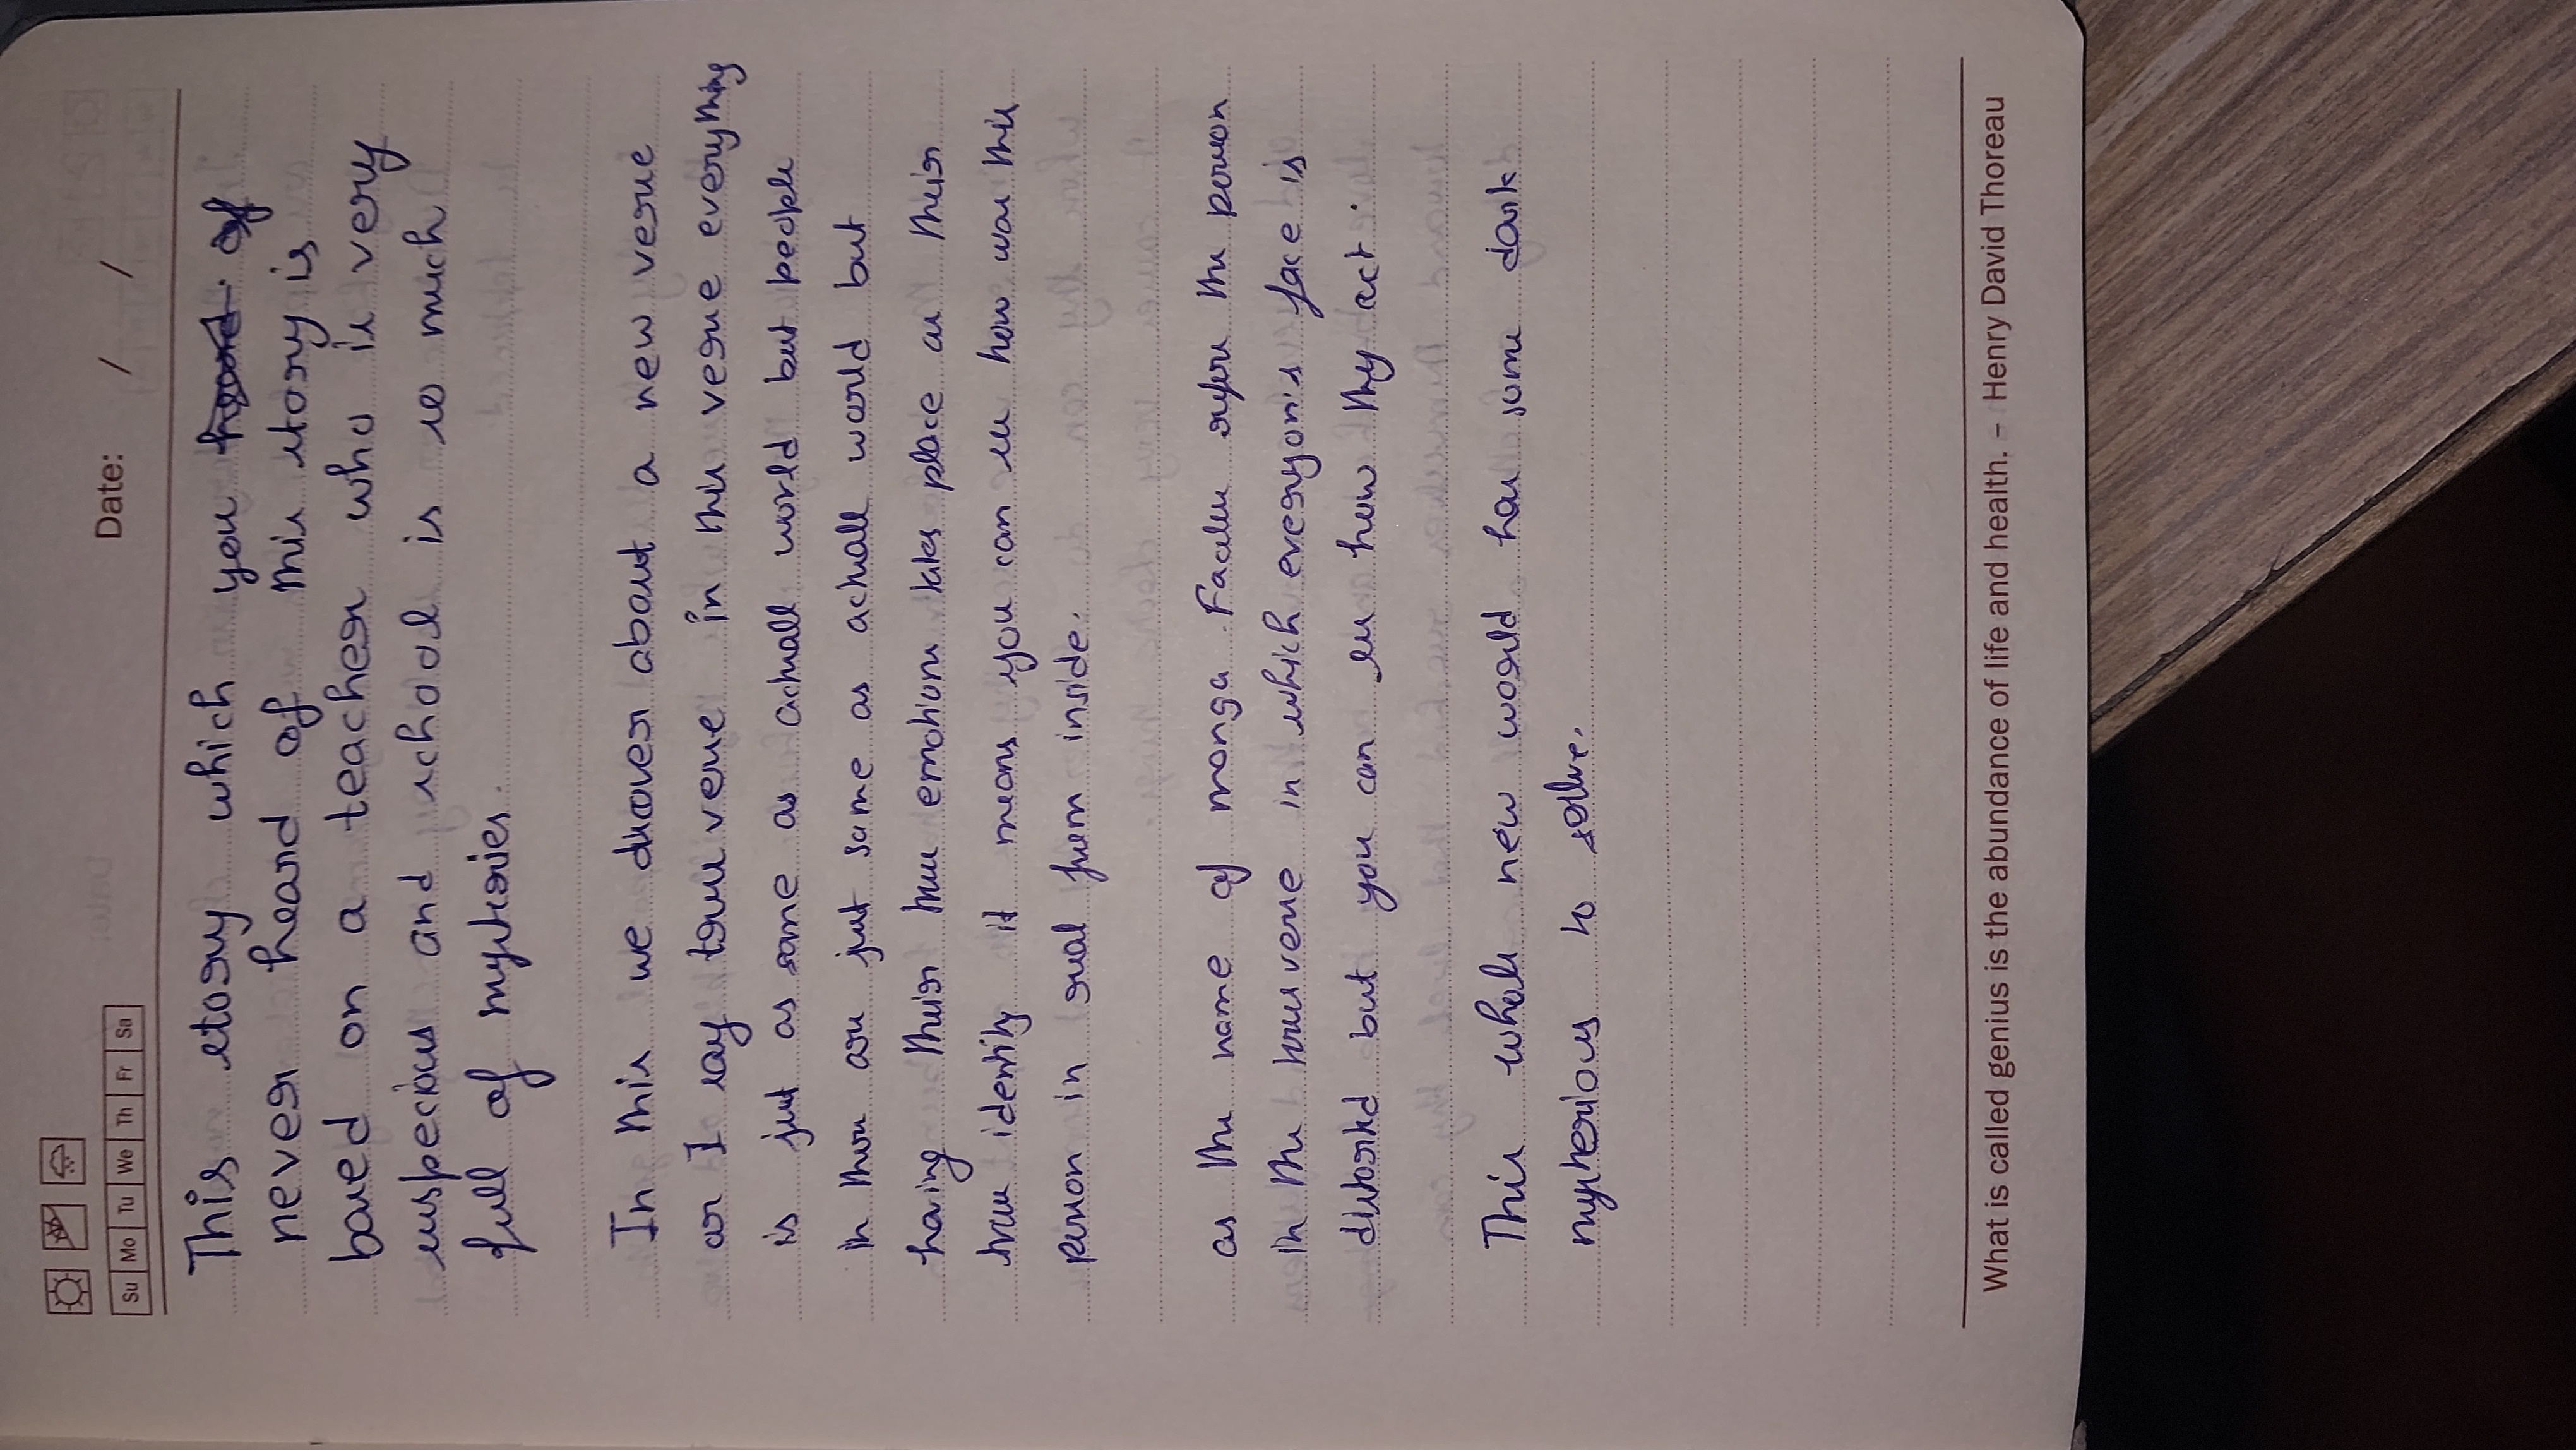 Su Mo Tu We Th Fr Sa
Date: / /
This story which you heard of
never heard of this story is
based on a teacher who is very
suspecious and school is so much
full of mysteries.
In this we discover about a new verse
as I say true verse in this verse everything
is just as same as actuall world but people
in there are just same as actuall world but
having their true emotions takes place as their
true identity it means you can see how was this
person in real from inside.
as the name of manga Faceless refers the person
in the true verse in which everyon's face is
distorted but you can see how they act.
This whole new world has some dark
mysterious to solve.
What is called genius is the abundance of life and health. – Henry David Thoreau